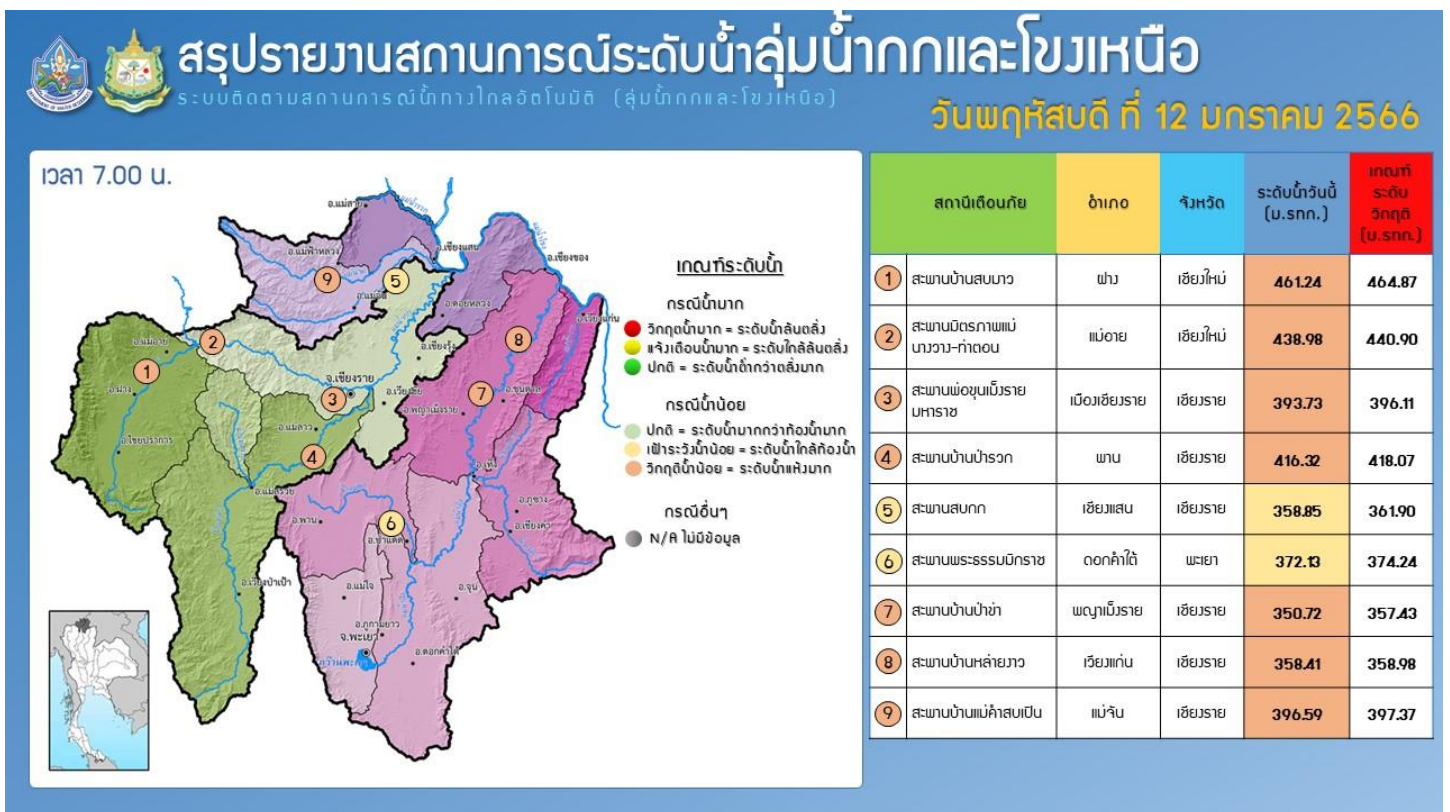 สรุปรายงานสถานการณ์ระดับน้ำลุ่มน้ำกกและโขงเหนือ
ระบบติดตามสถานการณ์น้ำทางไกลอัตโนมัติ (ลุ่มน้ำกกและโขงเหนือ)
วันพฤหัสบดี ที่ 12 มกราคม 2566
เวลา 7.00 น.
อ.แม่สาย
อ.แม่ฟ้าหลวง
อ.เชียงแสน
อ.เชียงของ
9
5
อ.ดอยหลวง
อ.เวียงแก่น
อ.แม่อาย
2
8
1
อ.เชียงรุ้ง
จ.เชียงราย
อ.ฝาง
3
7
อ.ขุนตาล
อ.พญาเม็งราย
อ.แม่ลาว
อ.ไชยปราการ
4
อ.เทิง
อ.แม่สรวย
อ.ภูซาง
อ.พาน
6
อ.เชียงคำ
อ.ป่าแดด
อ.เวียงป่าเป้า
อ.แม่ใจ
อ.จุน
อ.ภูกามยาว
จ.พะเยา
อ.ดอกคำใต้
เกณฑ์ระดับน้ำ
กรณีน้ำมาก
วิกฤตน้ำมาก = ระดับน้ำล้นตลิ่ง
แจ้งเตือนน้ำมาก = ระดับใกล้ล้นตลิ่ง
ปกติ = ระดับน้ำต่ำกว่าตลิ่งมาก
กรณีน้ำน้อย
ปกติ = ระดับน้ำมากกว่าท้องน้ำมาก
เฝ้าระวังน้ำน้อย = ระดับน้ำใกล้ท้องน้ำ
วิกฤติน้ำน้อย = ระดับน้ำแห้งมาก
กรณีอื่นๆ
N/A ไม่มีข้อมูล
สถานีเตือนภัย อำเภอ จังหวัด ระดับน้ำวันนี้ (ม.รทก.) เกณฑ์ระดับวิกฤติ (ม.รทก.)
1 สะพานบ้านสบมาว ฝาง เชียงใหม่ 461.24 464.87
2 สะพานมิตรภาพแม่นางวาง-ท่าตอน แม่อาย เชียงใหม่ 438.98 440.90
3 สะพานพ่อขุนเม็งรายมหาราช เมืองเชียงราย เชียงราย 393.73 396.11
4 สะพานบ้านป่ารวก พาน เชียงราย 416.32 418.07
5 สะพานสบกก เชียงแสน เชียงราย 358.85 361.90
6 สะพานพระธรรมมิกราช ดอกคำใต้ พะเยา 372.13 374.24
7 สะพานบ้านป่าข่า พญาเม็งราย เชียงราย 350.72 357.43
8 สะพานบ้านหล่ายงาว เวียงแก่น เชียงราย 358.41 358.98
9 สะพานบ้านแม่คำสบเปิน แม่จัน เชียงราย 396.59 397.37